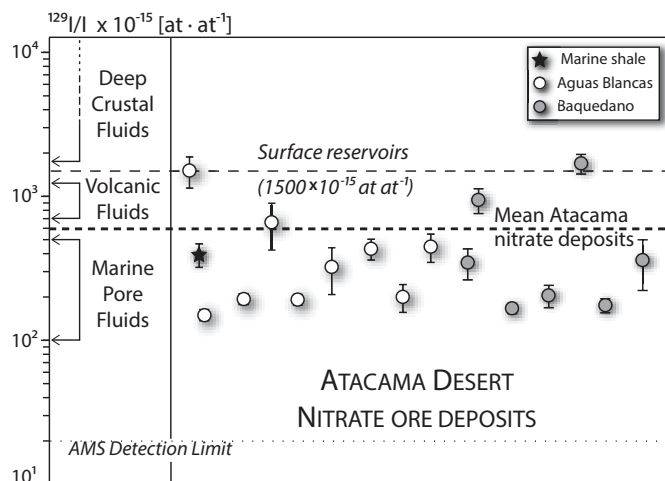 ¹²⁹I/I x 10⁻¹⁵ [at · at⁻¹]
10⁴
Deep
Crustal
Fluids
Marine shale
Aguas Blancas
Baquedano
Surface reservoirs
(1500×10⁻¹⁵ at at⁻¹)
10³
Volcanic
Fluids
Mean Atacama
nitrate deposits
Marine
Pore
Fluids
10²
ATACAMA DESERT
NITRATE ORE DEPOSITS
AMS Detection Limit
10¹